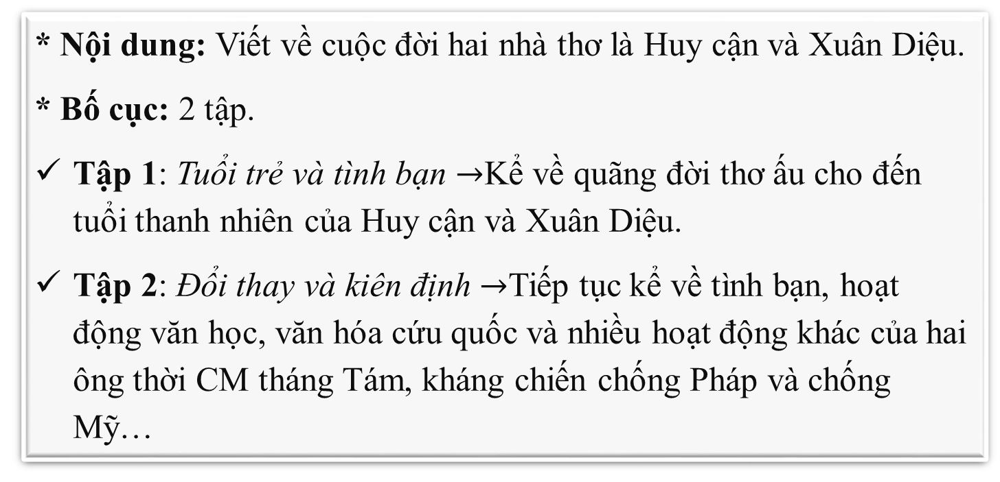 * Nội dung: Viết về cuộc đời hai nhà thơ là Huy cận và Xuân Diệu.
* Bố cục: 2 tập.
✓ Tập 1: Tuổi trẻ và tình bạn →Kể về quãng đời thơ ấu cho đến
tuổi thanh nhiên của Huy cận và Xuân Diệu.
✓ Tập 2: Đổi thay và kiên định →Tiếp tục kể về tình bạn, hoạt
động văn học, văn hóa cứu quốc và nhiều hoạt động khác của hai
ông thời CM tháng Tám, kháng chiến chống Pháp và chống
Mỹ…